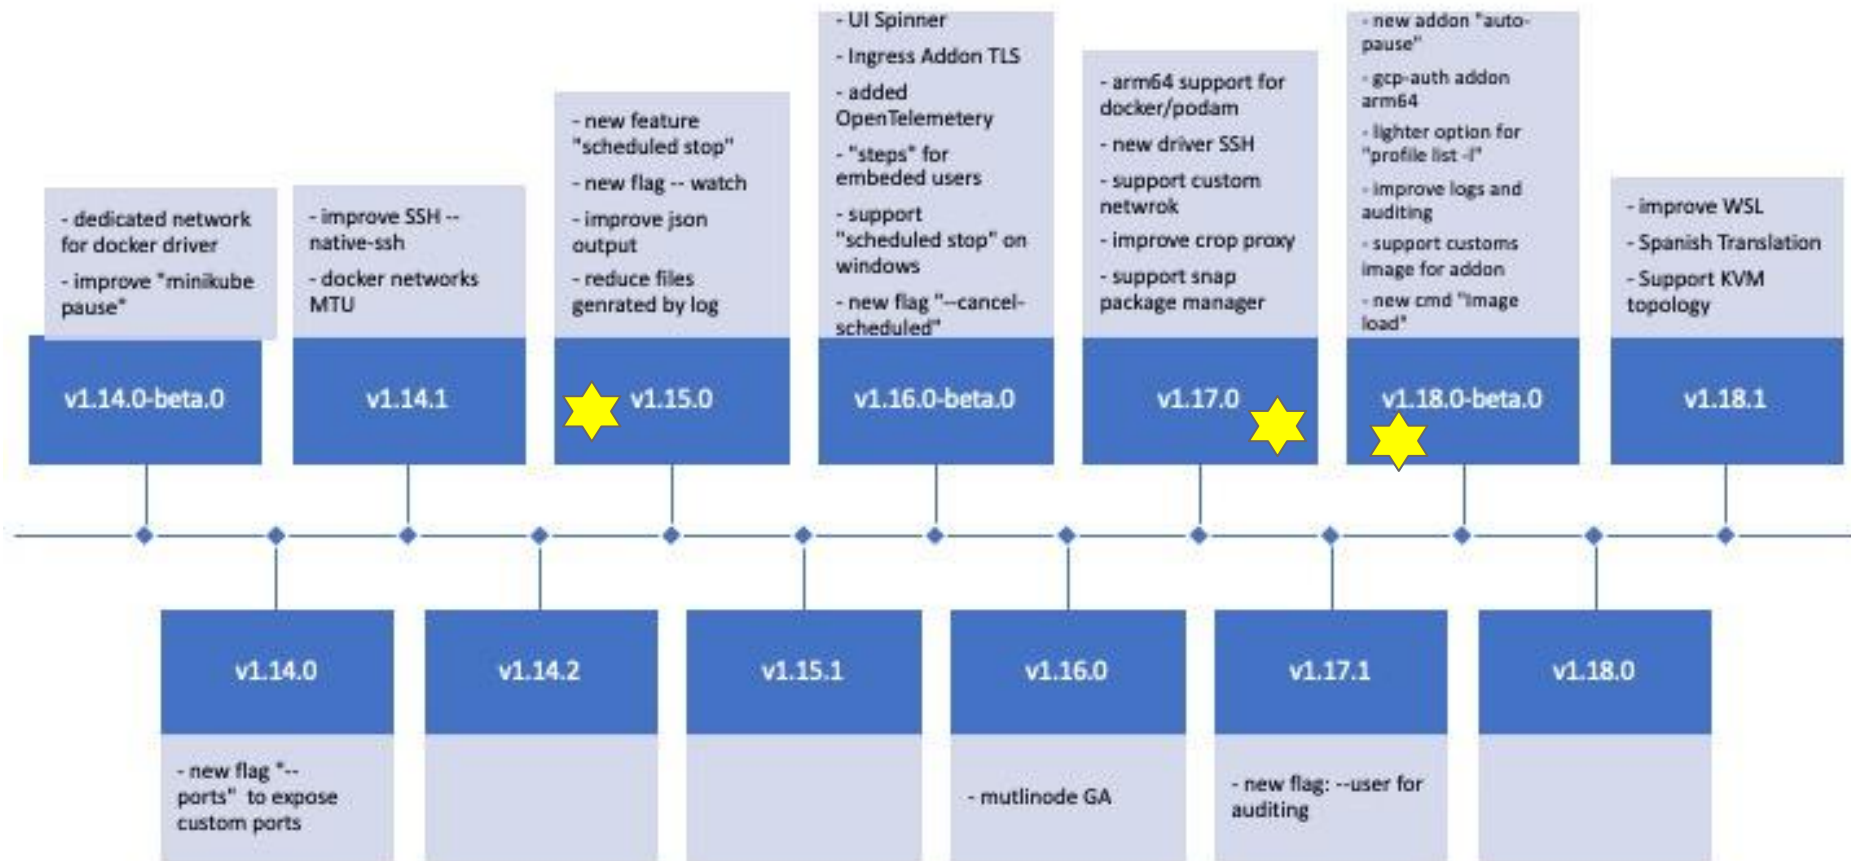 - dedicated network
for docker driver
- improve "minikube
pause"
v1.14.0-beta.0
- improve SSH --
native-ssh
- docker networks
MTU
v1.14.1
- new feature
"scheduled stop"
- new flag -- watch
- improve json
output
- reduce files
genrated by log
v1.15.0
- UI Spinner
- Ingress Addon TLS
- added
OpenTelemetery
- "steps" for
embeded users
- support
"scheduled stop" on
windows
- new flag "--cancel-
scheduled"
v1.16.0-beta.0
- arm64 support for
docker/podam
- new driver SSH
- support custom
netwrok
- improve crop proxy
- support snap
package manager
v1.17.0
- new addon "auto-
pause"
- gcp-auth addon
arm64
- lighter option for
"profile list -l"
- improve logs and
auditing
- support customs
image for addon
- new cmd "image
load"
v1.18.0-beta.0
- improve WSL
- Spanish Translation
- Support KVM
topology
v1.18.1
v1.14.0
- new flag "--
ports" to expose
custom ports
v1.14.2
v1.15.1
v1.16.0
- mutlinode GA
v1.17.1
- new flag: --user for
auditing
v1.18.0